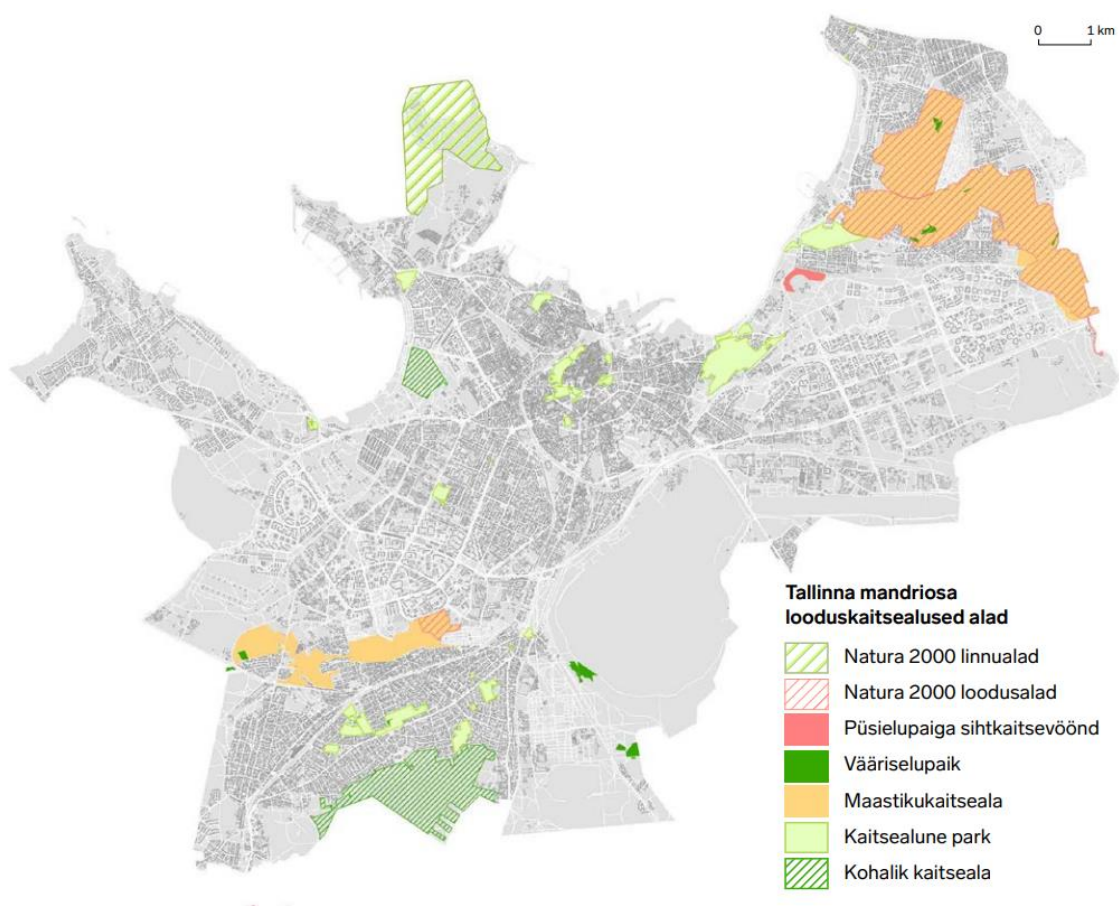 0 1 km
Tallinna mandriosa
looduskaitsealused alad
Natura 2000 linnualad
Natura 2000 loodusalad
Püsielupaiga sihtkaitsevöönd
Vääriselupaik
Maastikukaitseala
Kaitsealune park
Kohalik kaitseala